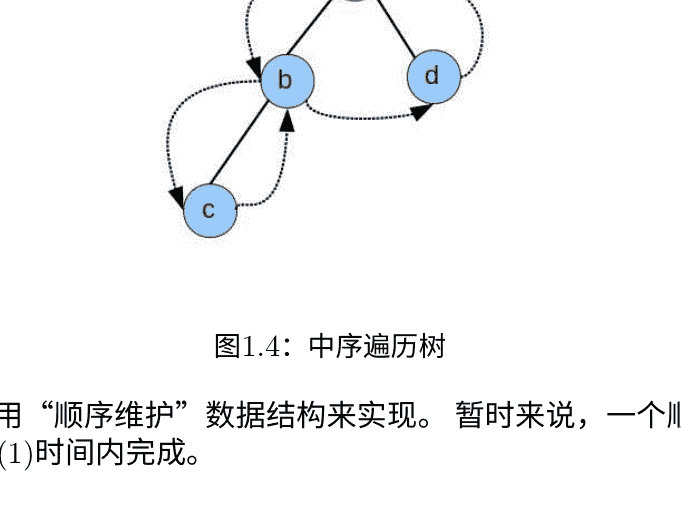 b
d
c
图1.4：中序遍历树
用“顺序维护”数据结构来实现。 暂时来说，一个
(1)时间内完成。